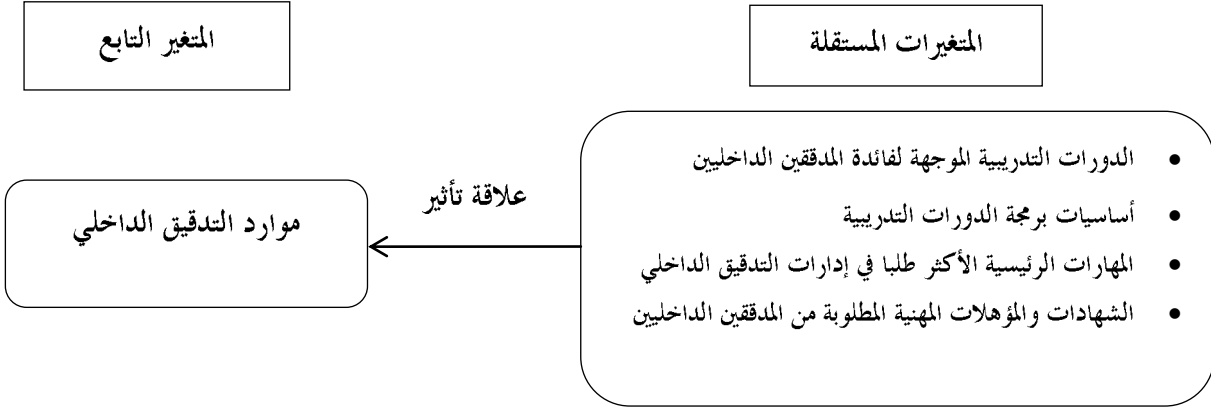 المتغيرات المستقلة
المتغير التابع
• الدورات التدريبية الموجهة لفائدة المدققين الداخليين
• أساسيات برمجة الدورات التدريبية
• المهارات الرئيسية الأكثر طلبا في إدارات التدقيق الداخلي
• الشهادات والمؤهلات المهنية المطلوبة من المدققين الداخليين
علاقة تأثير
موارد التدقيق الداخلي